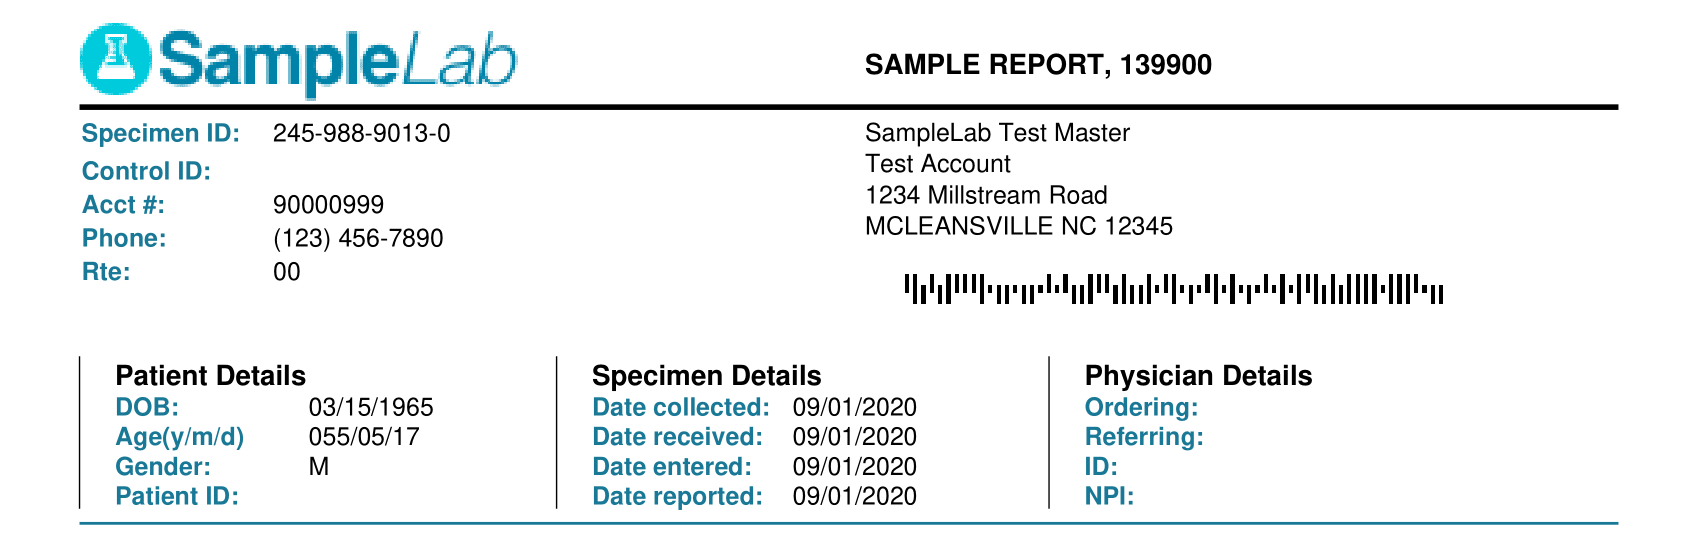 SampleLab
SAMPLE REPORT, 139900
Specimen ID: 245-988-9013-0
Control ID:
Acct #: 90000999
Phone: (123) 456-7890
Rte: 00
SampleLab Test Master
Test Account
1234 Millstream Road
MCLEANSVILLE NC 12345
Patient Details
DOB: 03/15/1965
Age(y/m/d) 055/05/17
Gender: M
Patient ID:
Specimen Details
Date collected: 09/01/2020
Date received: 09/01/2020
Date entered: 09/01/2020
Date reported: 09/01/2020
Physician Details
Ordering:
Referring:
ID:
NPI: